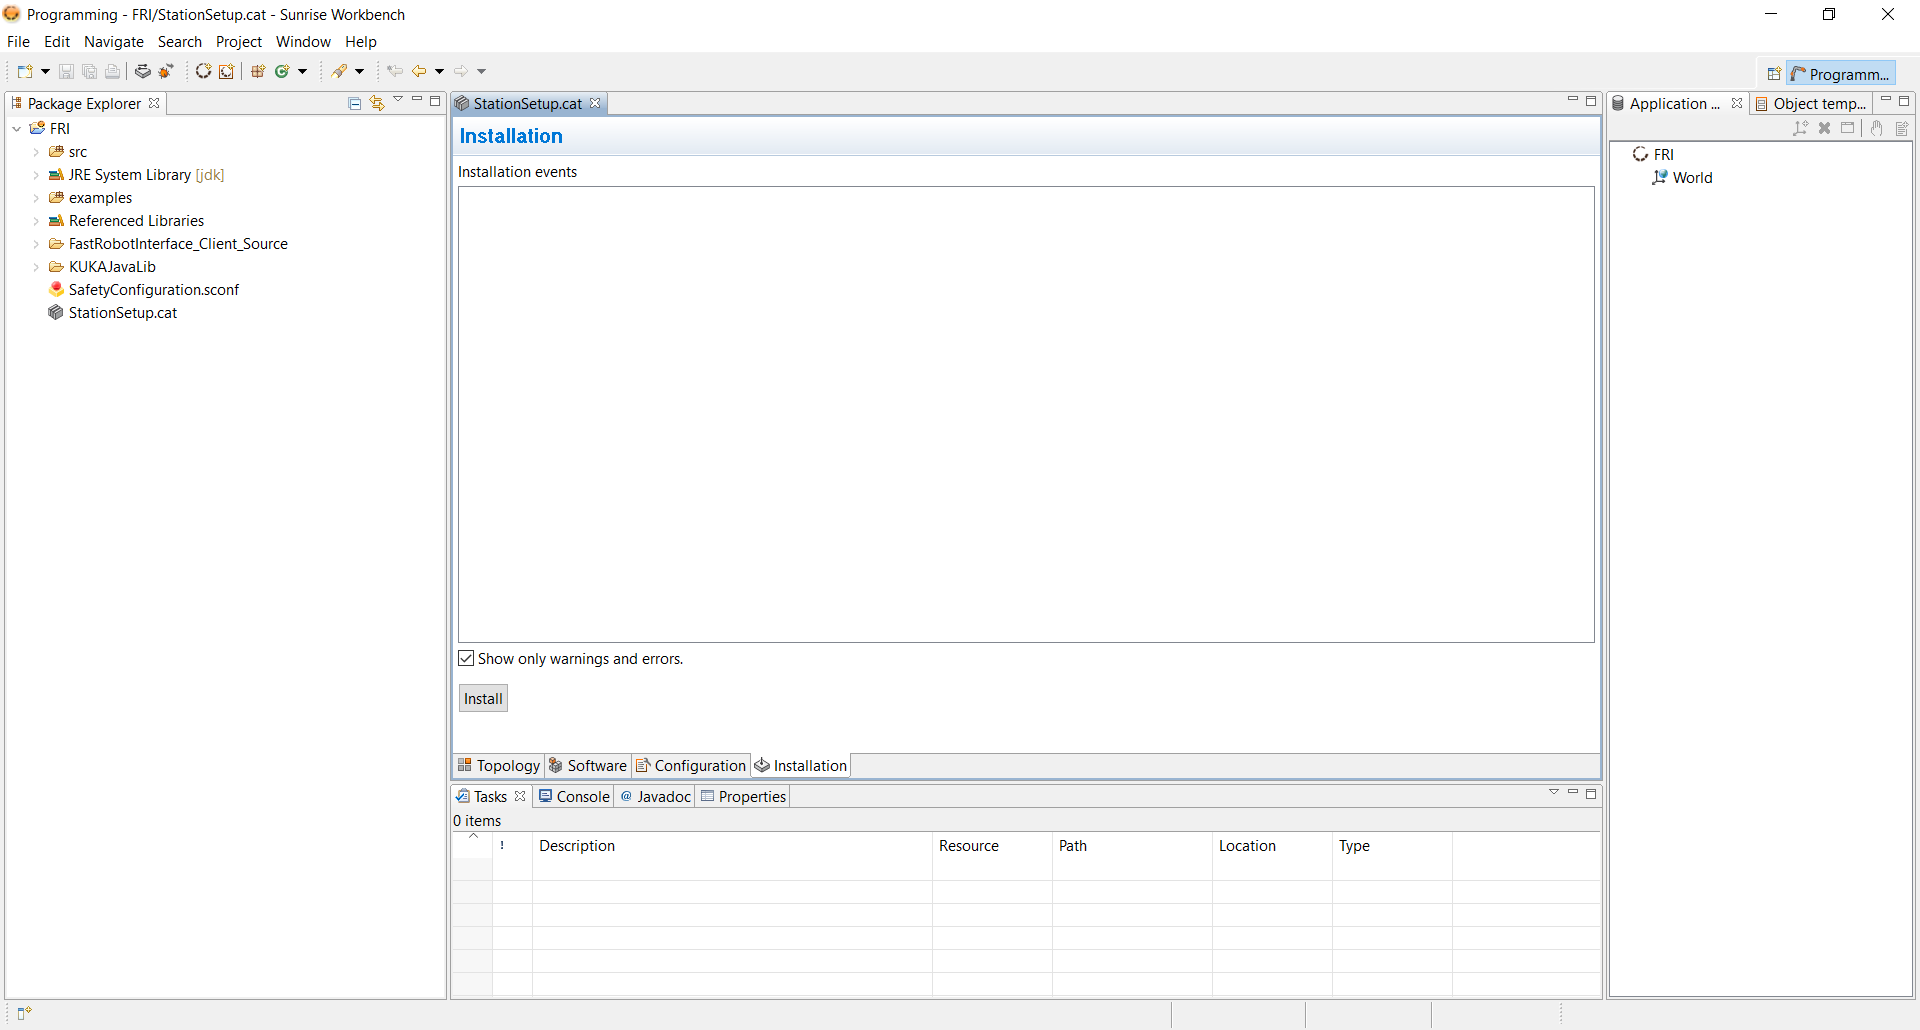 Programming - FRI/StationSetup.cat - Sunrise Workbench
File Edit Navigate Search Project Window Help
Programm...
Package Explorer
FRI
src
JRE System Library [jdk]
examples
Referenced Libraries
FastRobotInterface_Client_Source
KUKAJavaLib
SafetyConfiguration.sconf
StationSetup.cat
StationSetup.cat
Installation
Installation events
Show only warnings and errors.
Install
Topology Software Configuration Installation
Tasks Console @ Javadoc Properties
0 items
! Description Resource Path Location Type
Application ... Object temp...
FRI
World